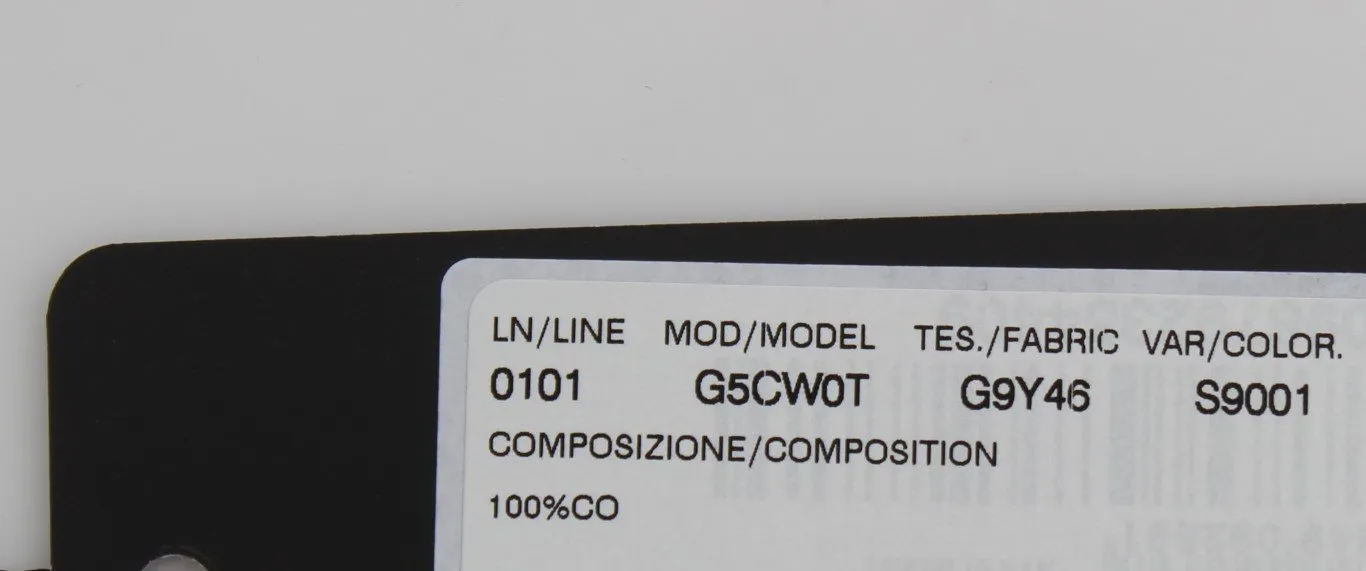 LN/LINE MOD/MODEL TES./FABRIC VAR/COLOR.
0101 G5CW0T G9Y46 S9001
COMPOSIZIONE/COMPOSITION
100%CO